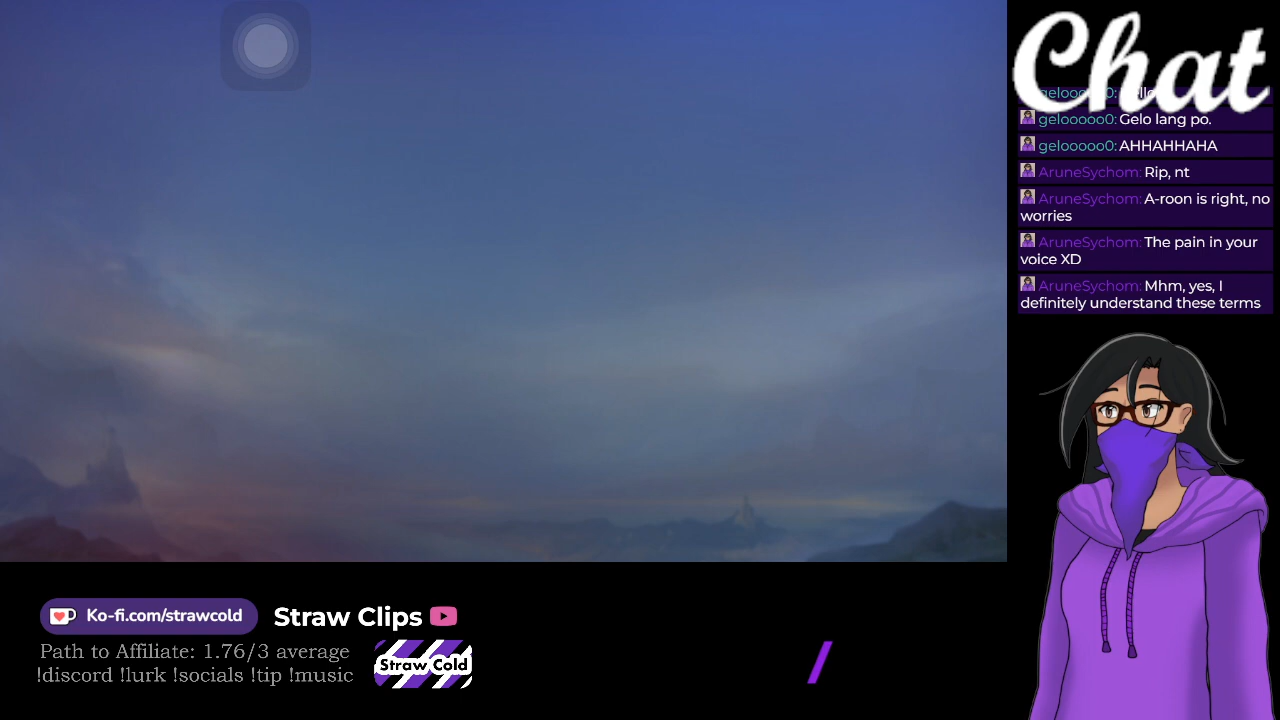 Chat
gelooooo0:
gelooooo0: Gelo lang po.
gelooooo0: AHHAHHAHA
AruneSychom: Rip, nt
AruneSychom: A-roon is right, no
worries
AruneSychom: The pain in your
voice XD
AruneSychom: Mhm, yes, I
definitely understand these terms
Ko-fi.com/strawcold
Straw Clips
Path to Affiliate: 1.76/3 average
!discord !lurk !socials !tip !music
Straw Cold
/